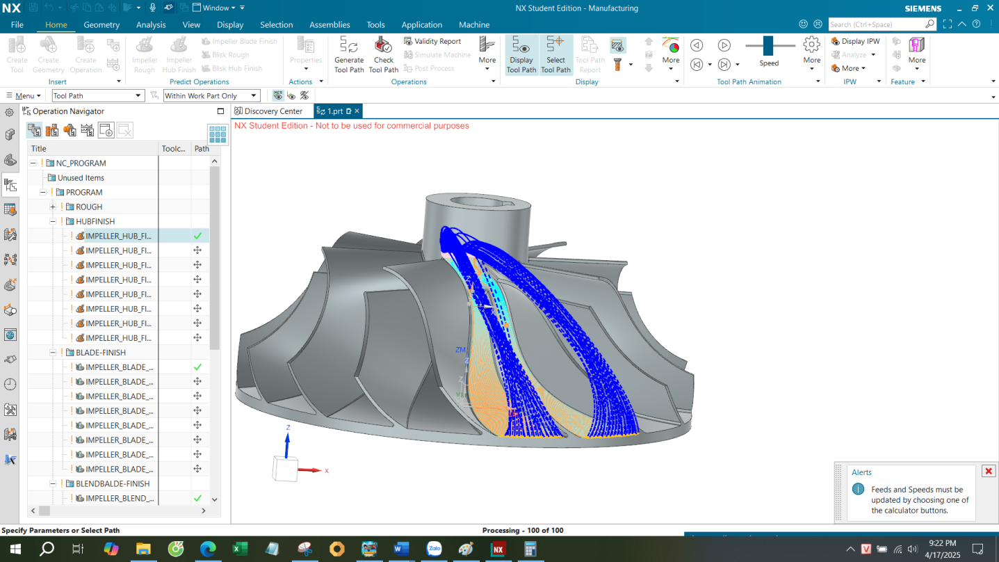 NX
Window
NX Student Edition - Manufacturing
SIEMENS
File Home Geometry Analysis View Display Selection Assemblies Tools Application Machine
Search (Ctrl+Space)
Create Tool
Create Geometry
Create Operation
Insert
Impeller Rough
Impeller Hub Finish
Impeller Blade Finish
Blisk Rough
Blisk Hub Finish
Predict Operations
Properties
Actions
Generate Tool Path
Check Tool Path
Validity Report
Simulate Machine
Post Process
More
Operations
Display Tool Path
Select Tool Path
Tool Path Report
More
Display
Speed
More
Tool Path Animation
Display IPW
Analyze
More
IPW
More
Feature
Menu
Tool Path
Within Work Part Only
MCS
Operation Navigator
Discovery Center
1.prt
NX Student Edition - Not to be used for commercial purposes
Title Toolc... Path
NC_PROGRAM
Unused Items
PROGRAM
ROUGH
HUBFINISH
IMPELLER_HUB_FI...
IMPELLER_HUB_FI...
IMPELLER_HUB_FI...
IMPELLER_HUB_FI...
IMPELLER_HUB_FI...
IMPELLER_HUB_FI...
IMPELLER_HUB_FI...
IMPELLER_HUB_FI...
BLADE-FINISH
IMPELLER_BLADE_...
IMPELLER_BLADE_...
IMPELLER_BLADE_...
IMPELLER_BLADE_...
IMPELLER_BLADE_...
IMPELLER_BLADE_...
IMPELLER_BLADE_...
IMPELLER_BLADE_...
BLENDBALDE-FINISH
IMPELLER_BLEND_...
Z
ZM
Z
Z
Z
X
Alerts
Feeds and Speeds must be
updated by choosing one of
the calculator buttons.
Specify Parameters or Select Path
Processing - 100 of 100
Zalo
NX
V
9:22 PM
4/17/2025